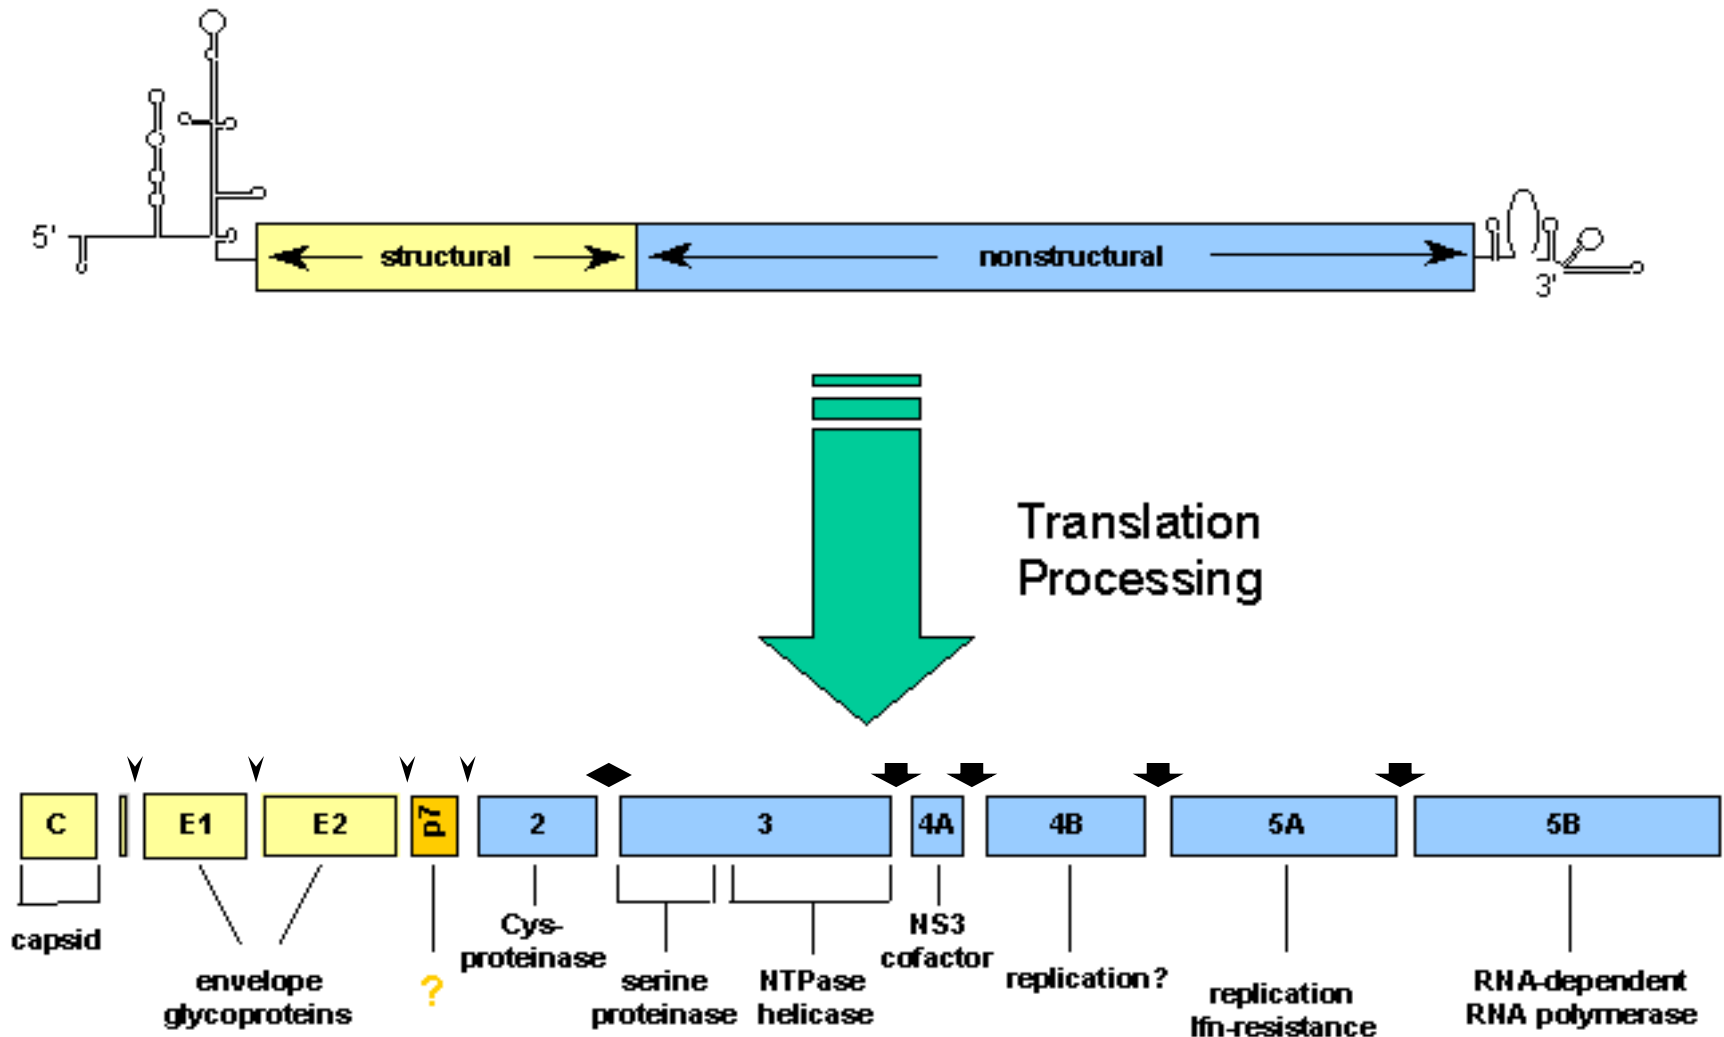 5'
structural
nonstructural
3'
Translation
Processing
C
E1
E2
p7
2
3
4A
4B
5A
5B
capsid
envelope
glycoproteins
?
Cys-
proteinase
serine
proteinase
NTPase
helicase
NS3
cofactor
replication?
replication
Ifn-resistance
RNA-dependent
RNA polymerase